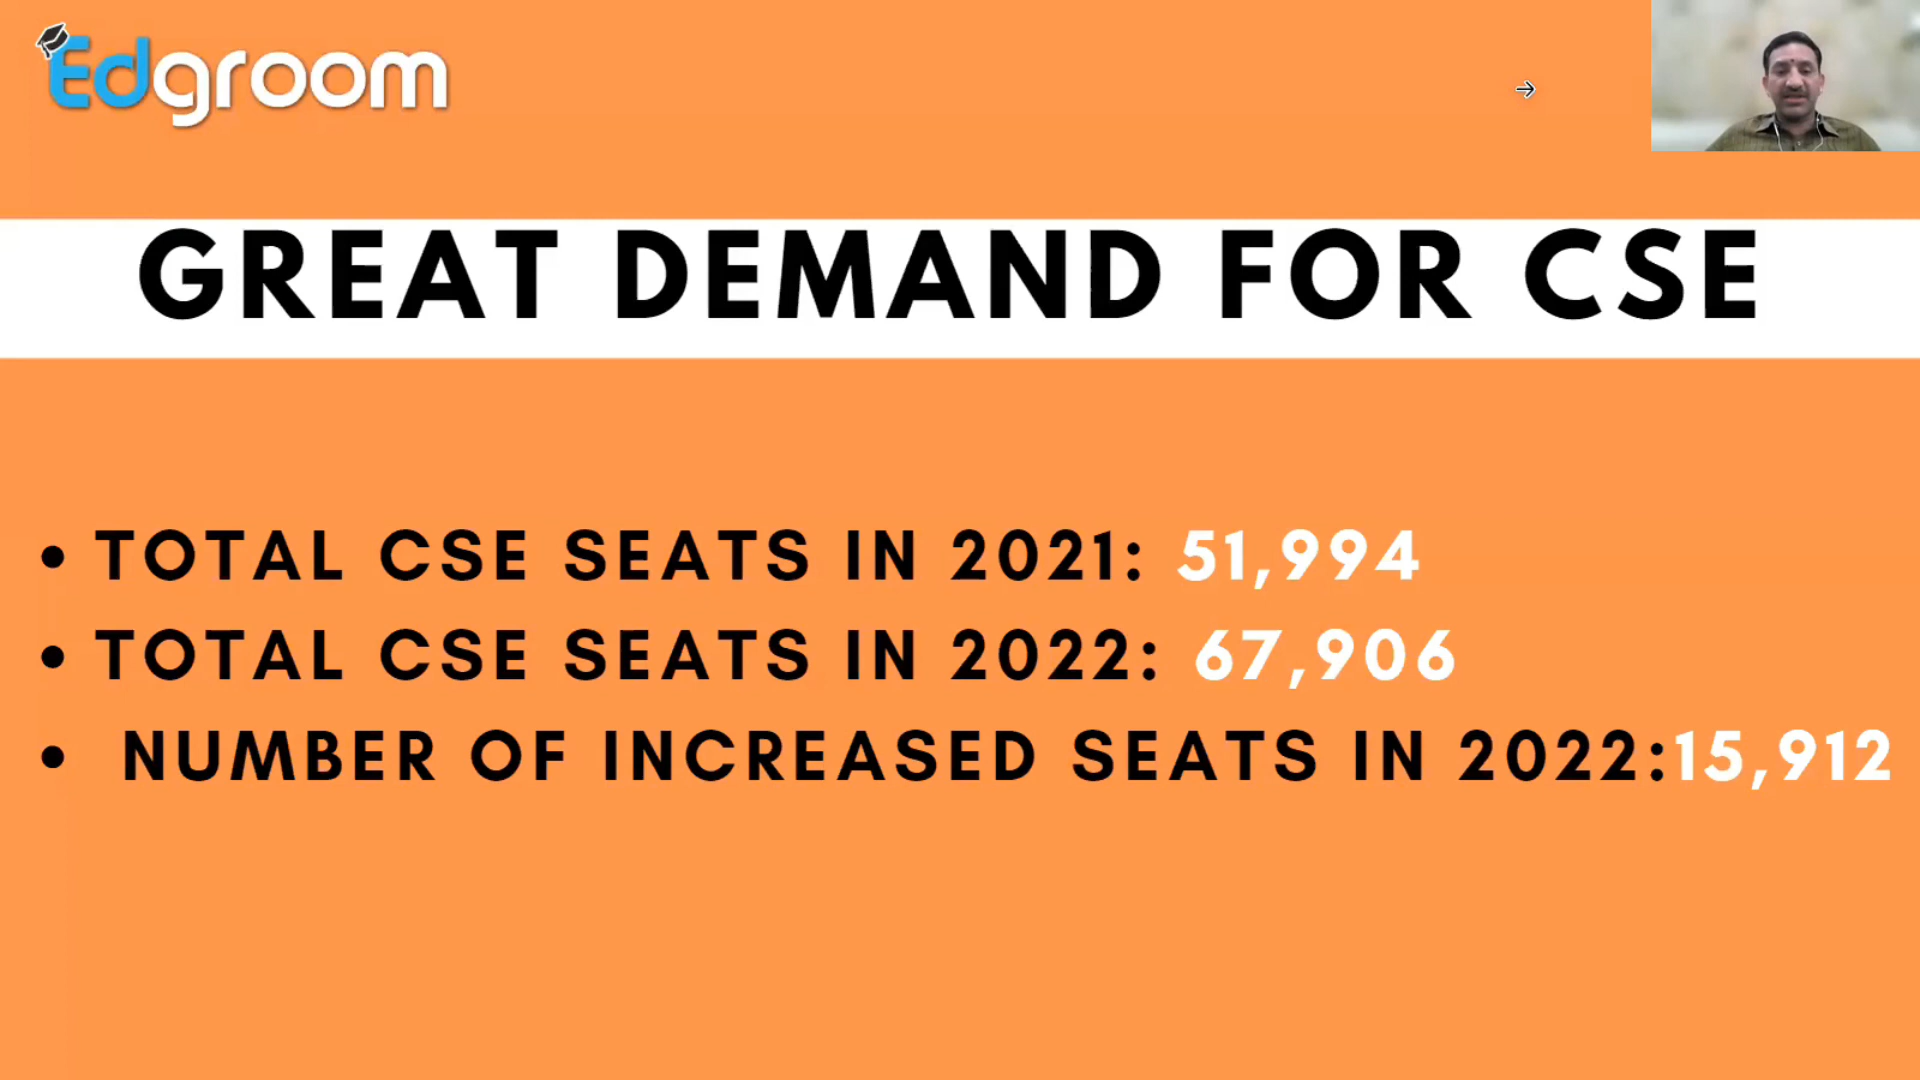 Edgroom
GREAT DEMAND FOR CSE
• TOTAL CSE SEATS IN 2021: 51,994
• TOTAL CSE SEATS IN 2022: 67,906
• NUMBER OF INCREASED SEATS IN 2022:15,912